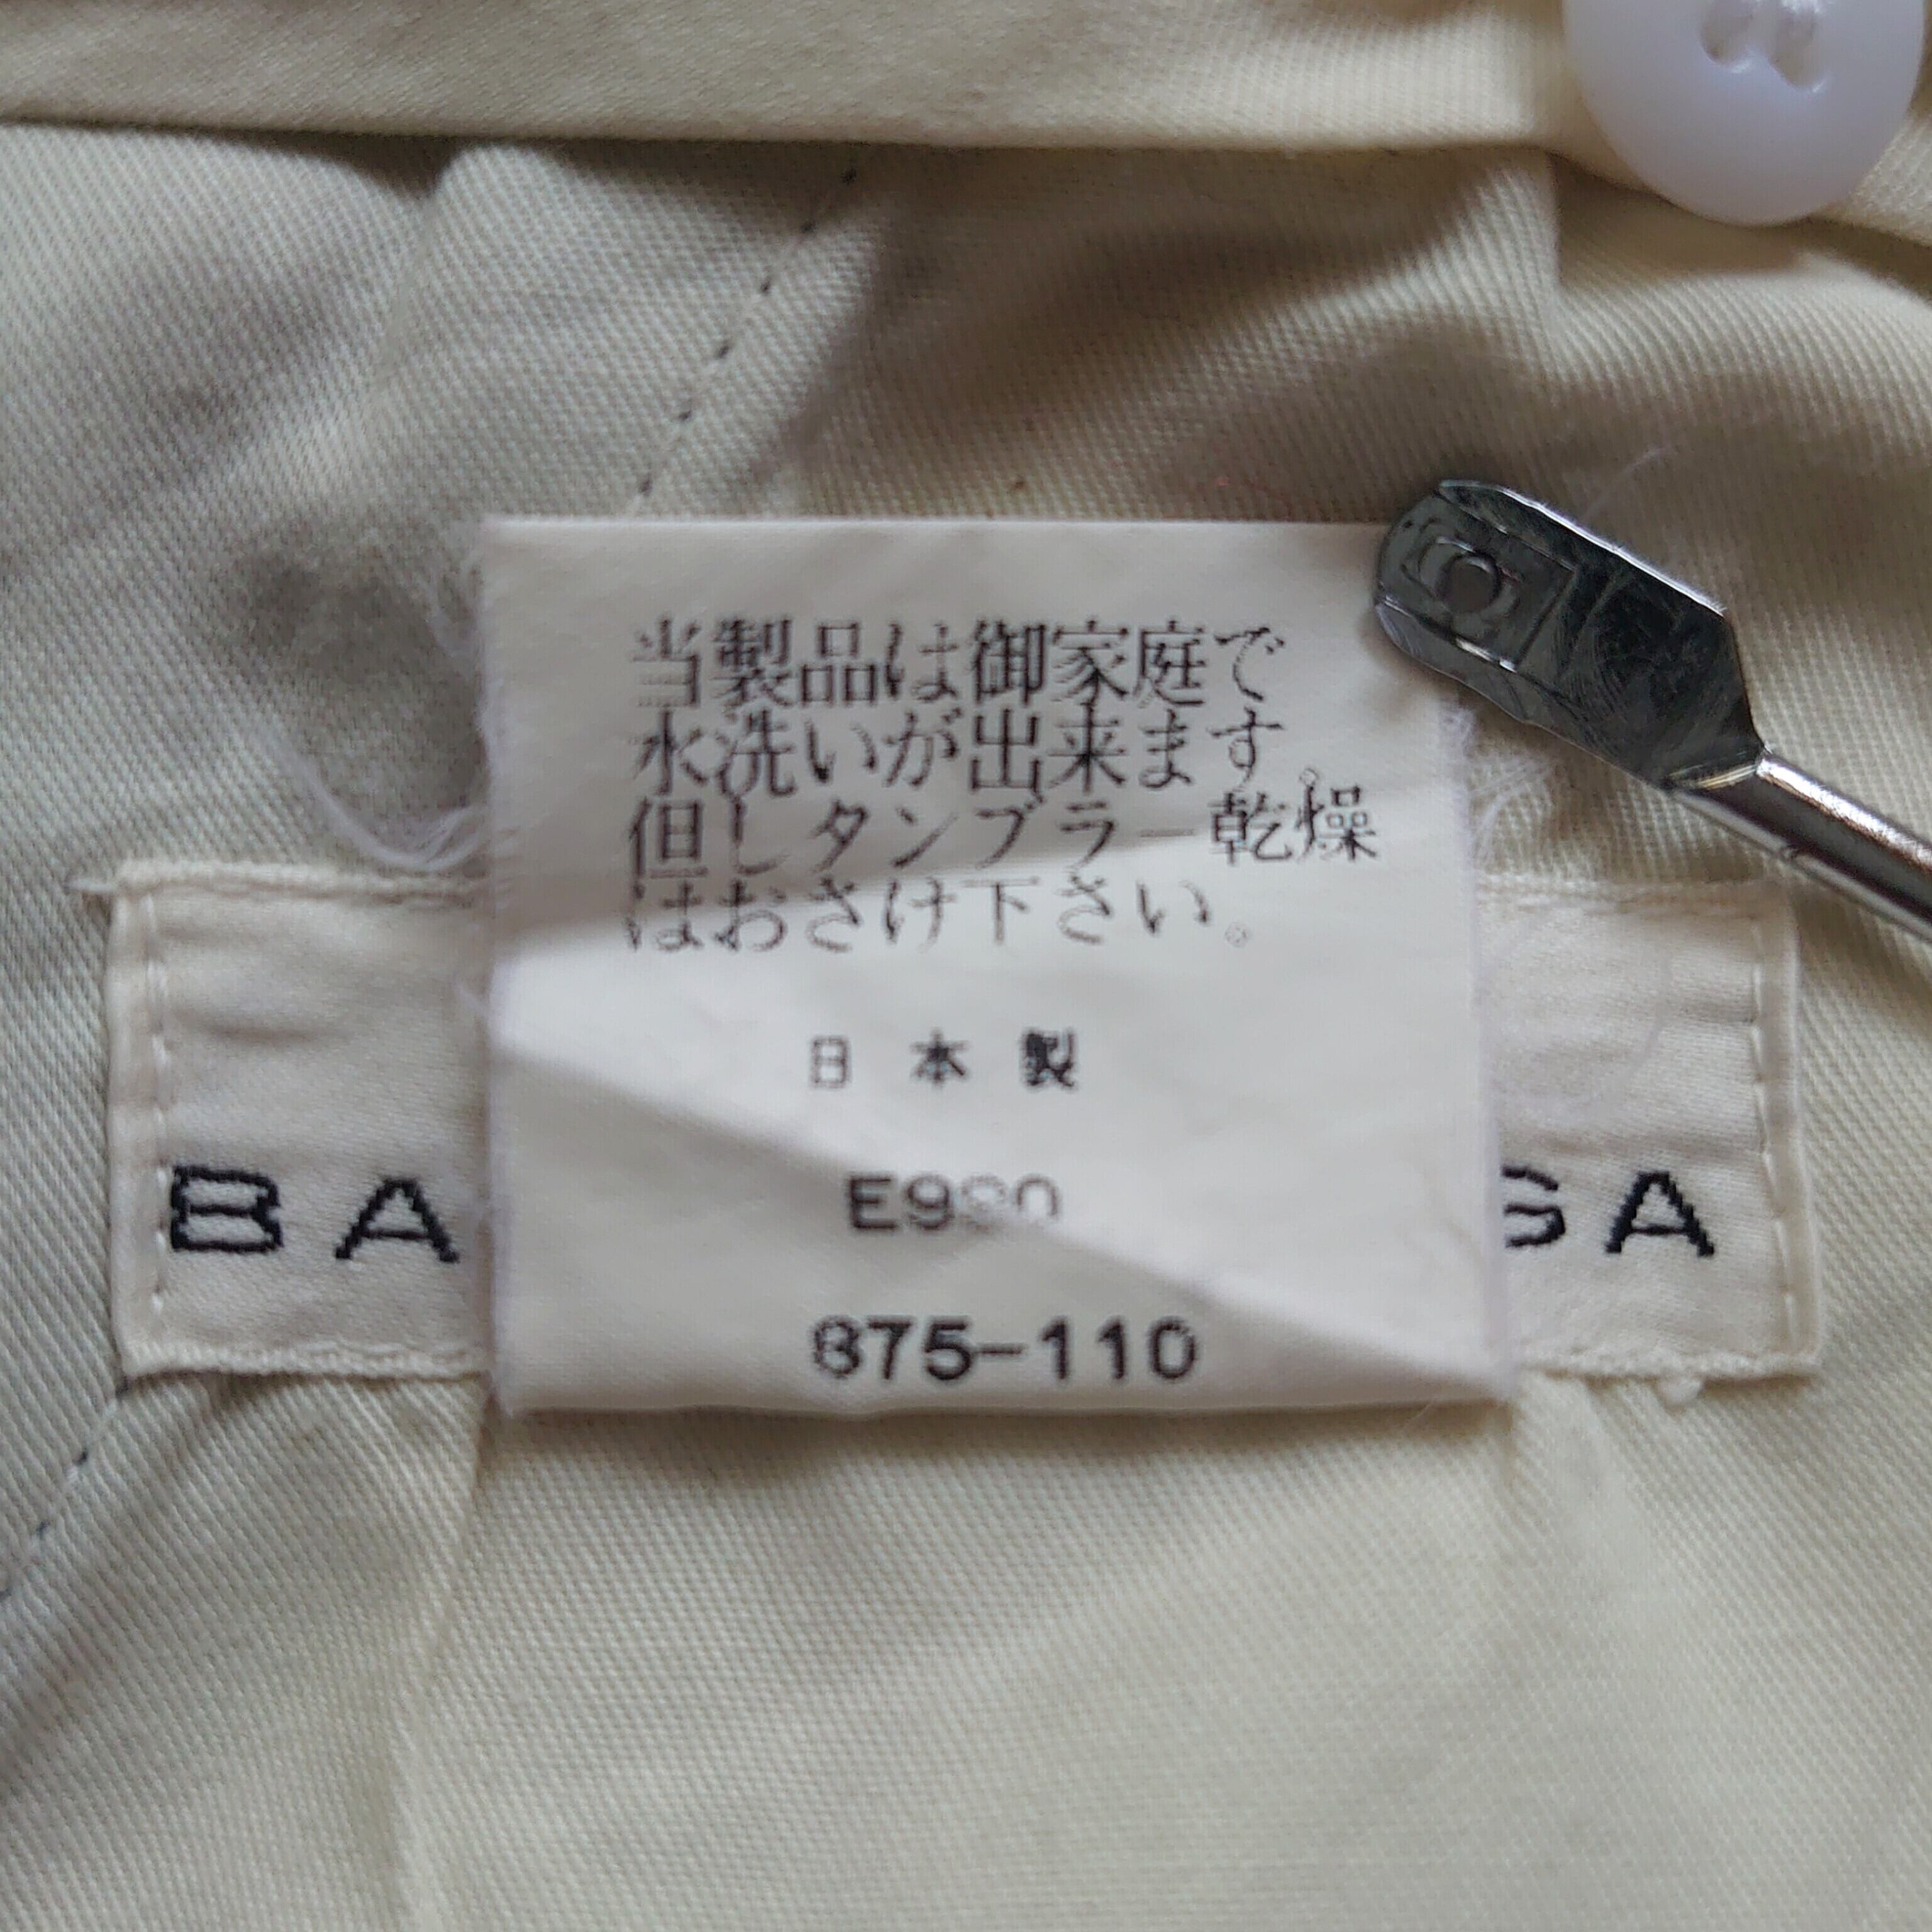 当製品は御家庭で
水洗いが出来ます。
但しタンブラー乾燥
はおさけ下さい。
日本製
BA
SA
875-110